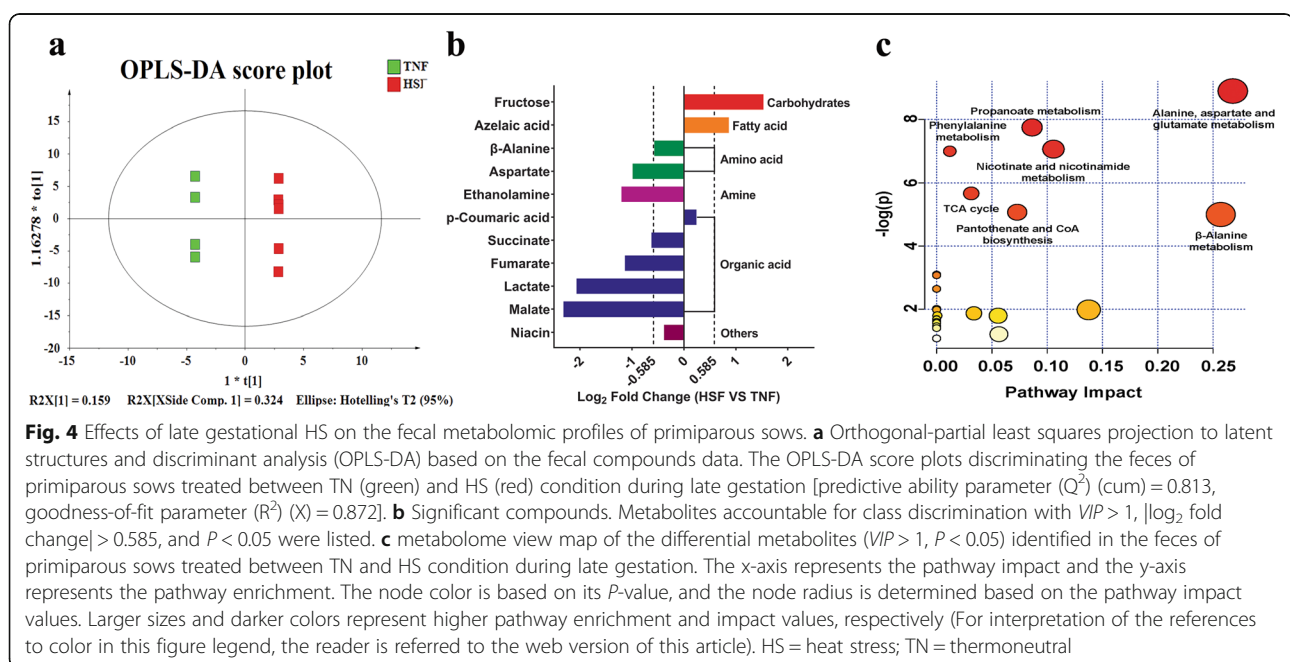 a
OPLS-DA score plot
TNF
HSF
1.16278 * to[1]
15
10
5
0
-5
-10
-15
-20
-15
-10
-5
0
5
10
1 * t[1]
R2X[1] = 0.159 R2X[XSide Comp. 1] = 0.324 Ellipse: Hotelling's T2 (95%)
b
Fructose
Azelaic acid
β-Alanine
Aspartate
Ethanolamine
p-Coumaric acid
Succinate
Fumarate
Lactate
Malate
Niacin
Carbohydrates
Fatty acid
Amino acid
Amine
Organic acid
Others
-2
-1
-0.585
0
0.585
1
2
Log₂ Fold Change (HSF VS TNF)
c
-log(p)
8
6
4
2
Propanoate metabolism
Alanine, aspartate and
glutamate metabolism
Phenylalanine
metabolism
Nicotinate and nicotinamide
metabolism
TCA cycle
Pantothenate and CoA
biosynthesis
β-Alanine
metabolism
0.00
0.05
0.10
0.15
0.20
0.25
Pathway Impact
Fig. 4 Effects of late gestational HS on the fecal metabolomic profiles of primiparous sows. a Orthogonal-partial least squares projection to latent
structures and discriminant analysis (OPLS-DA) based on the fecal compounds data. The OPLS-DA score plots discriminating the feces of
primiparous sows treated between TN (green) and HS (red) condition during late gestation [predictive ability parameter (Q²) (cum) = 0.813,
goodness-of-fit parameter (R²) (X) = 0.872]. b Significant compounds. Metabolites accountable for class discrimination with VIP > 1, |log₂ fold
change| > 0.585, and P < 0.05 were listed. c metabolome view map of the differential metabolites (VIP > 1, P < 0.05) identified in the feces of
primiparous sows treated between TN and HS condition during late gestation. The x-axis represents the pathway impact and the y-axis
represents the pathway enrichment. The node color is based on its P-value, and the node radius is determined based on the pathway impact
values. Larger sizes and darker colors represent higher pathway enrichment and impact values, respectively (For interpretation of the references
to color in this figure legend, the reader is referred to the web version of this article). HS = heat stress; TN = thermoneutral